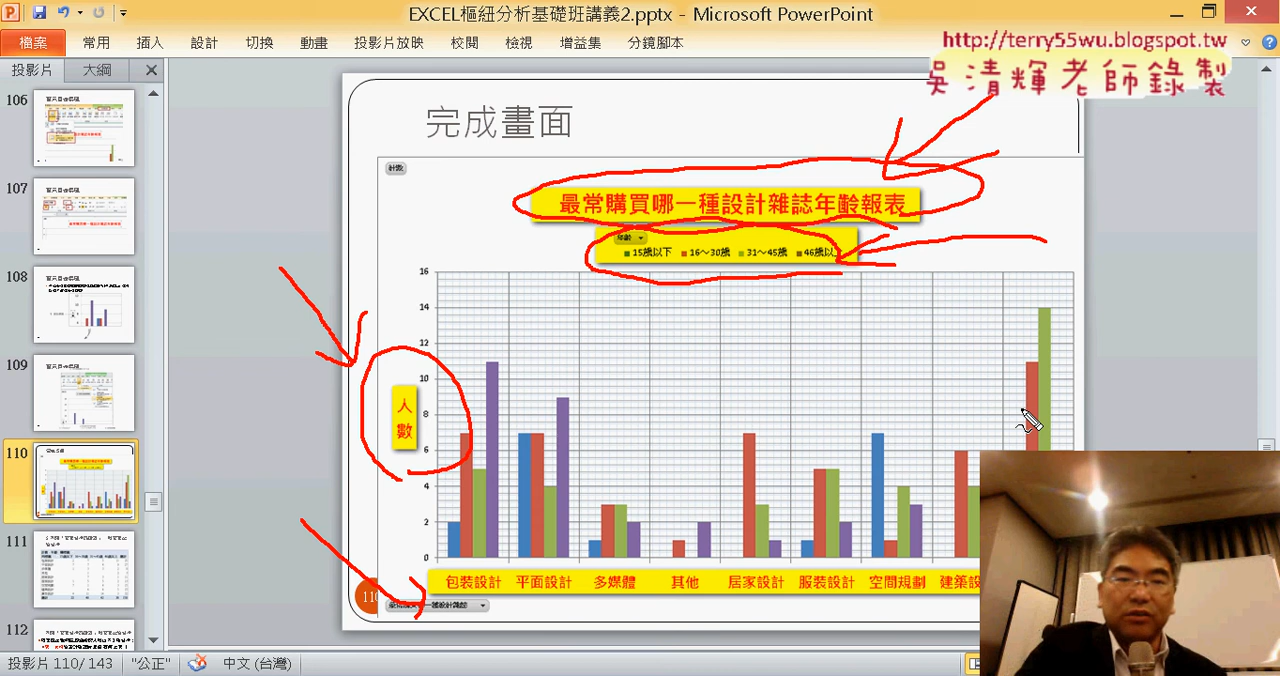 EXCEL樞紐分析基礎班講義2.pptx - Microsoft PowerPoint
檔案 常用 插入 設計 切換 動畫 投影片放映 校閱 檢視 增益集 分鏡腳本
http://terry55wu.blogspot.tw
吳清輝老師錄製
投影片 大綱
106
107
108
109
110
111
112
完成畫面
計數
最常購買哪一種設計雜誌年齡報表
年齡
15歲以下 16～30歲 31～45歲 46歲以
16
14
12
10
8
6
4
2
0
人數
包裝設計 平面設計 多媒體 其他 居家設計 服裝設計 空間規劃 建築設
110
投影片 110/ 143 "公正" 中文 (台灣)